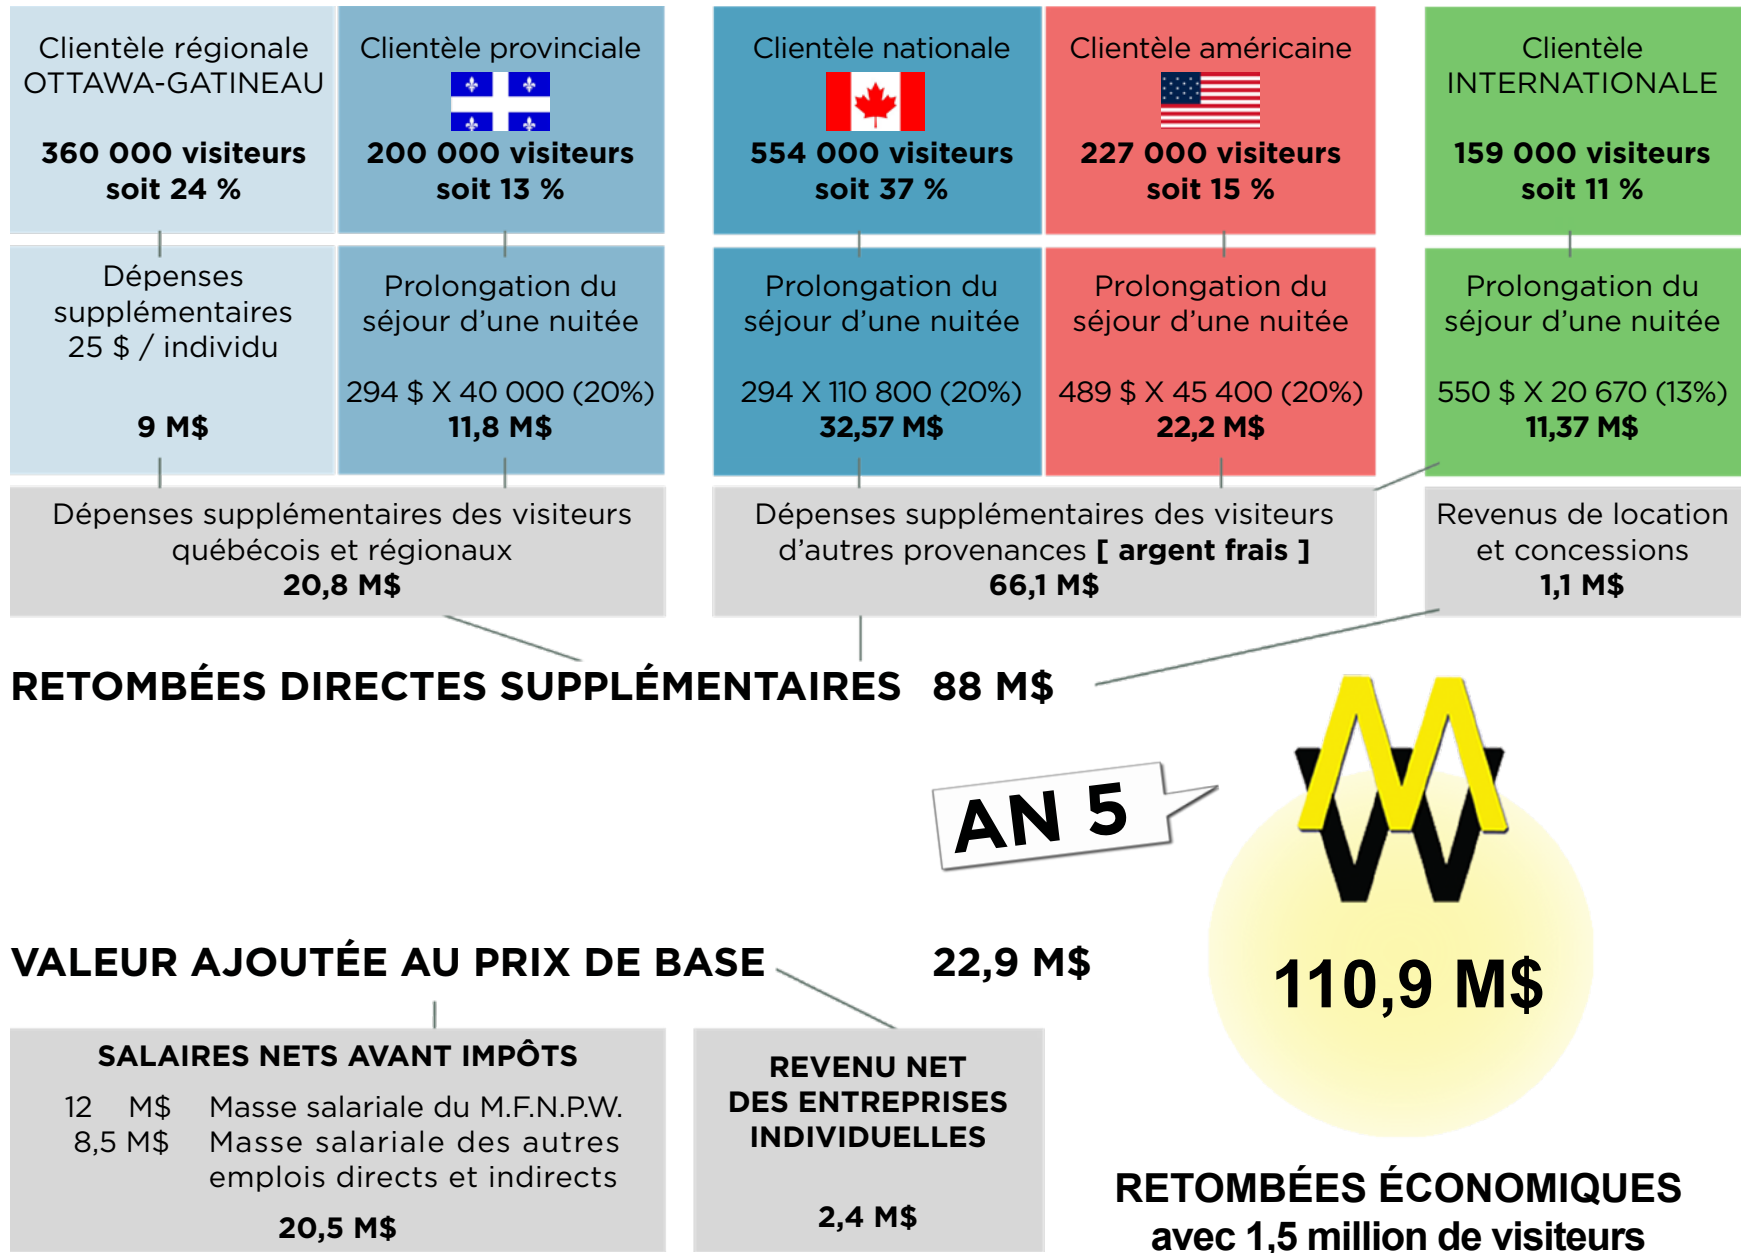 Clientèle régionale
OTTAWA-GATINEAU
360 000 visiteurs
soit 24 %
Clientèle provinciale
200 000 visiteurs
soit 13 %
Clientèle nationale
554 000 visiteurs
soit 37 %
Clientèle américaine
227 000 visiteurs
soit 15 %
Clientèle
INTERNATIONALE
159 000 visiteurs
soit 11 %
Dépenses
supplémentaires
25 $ / individu
9 M$
Prolongation du
séjour d’une nuitée
294 $ X 40 000 (20%)
11,8 M$
Prolongation du
séjour d’une nuitée
294 X 110 800 (20%)
32,57 M$
Prolongation du
séjour d’une nuitée
489 $ X 45 400 (20%)
22,2 M$
Prolongation du
séjour d’une nuitée
550 $ X 20 670 (13%)
11,37 M$
Dépenses supplémentaires des visiteurs
québécois et régionaux
20,8 M$
Dépenses supplémentaires des visiteurs
d’autres provenances [ argent frais ]
66,1 M$
Revenus de location
et concessions
1,1 M$
RETOMBÉES DIRECTES SUPPLÉMENTAIRES 88 M$
AN 5
MW
VALEUR AJOUTÉE AU PRIX DE BASE 22,9 M$
110,9 M$
SALAIRES NETS AVANT IMPÔTS
12 M$ Masse salariale du M.F.N.P.W.
8,5 M$ Masse salariale des autres
emplois directs et indirects
20,5 M$
REVENU NET
DES ENTREPRISES
INDIVIDUELLES
2,4 M$
RETOMBÉES ÉCONOMIQUES
avec 1,5 million de visiteurs